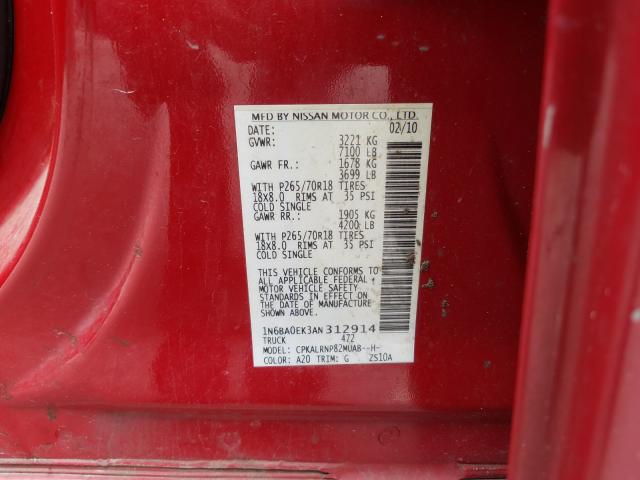 MFD BY NISSAN MOTOR CO., LTD.
DATE: 02/10
GVWR: 3221 KG
7100 LB
GAWR FR.: 1678 KG
3699 LB
WITH P265/70R18 TIRES
18x8.0 RIMS AT 35 PSI
COLD SINGLE
GAWR RR.: 1905 KG
4200 LB
WITH P265/70R18 TIRES
18x8.0 RIMS AT 35 PSI
COLD SINGLE
THIS VEHICLE CONFORMS TO
ALL APPLICABLE FEDERAL
MOTOR VEHICLE SAFETY
STANDARDS IN EFFECT ON
THE DATE OF MANUFACTURE
SHOWN ABOVE.
1N6BA0EK3AN312914
TRUCK 472
MODEL: CPKALRNP82MUAB--H-
COLOR: A20 TRIM: G ZS10A